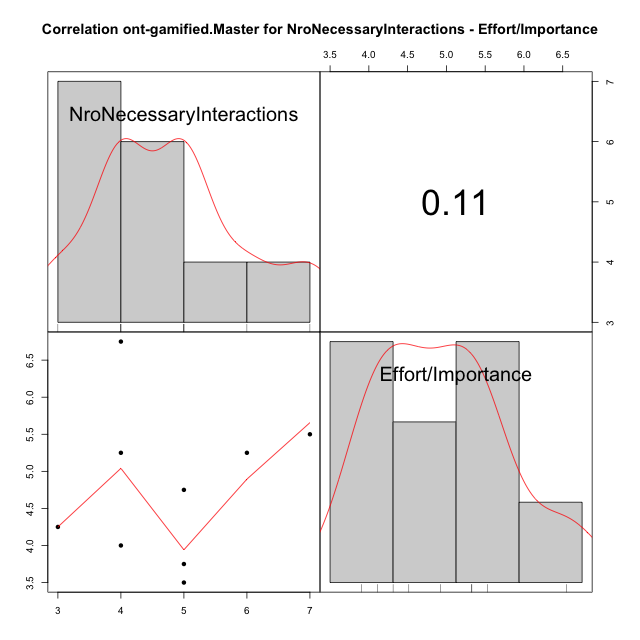 Correlation ont-gamified.Master for NroNecessaryInteractions - Effort/Importance
3.5 4.0 4.5 5.0 5.5 6.0 6.5
NroNecessaryInteractions
0.11
7
6
5
4
3
Effort/Importance
6.5
6.0
5.5
5.0
4.5
4.0
3.5
3 4 5 6 7